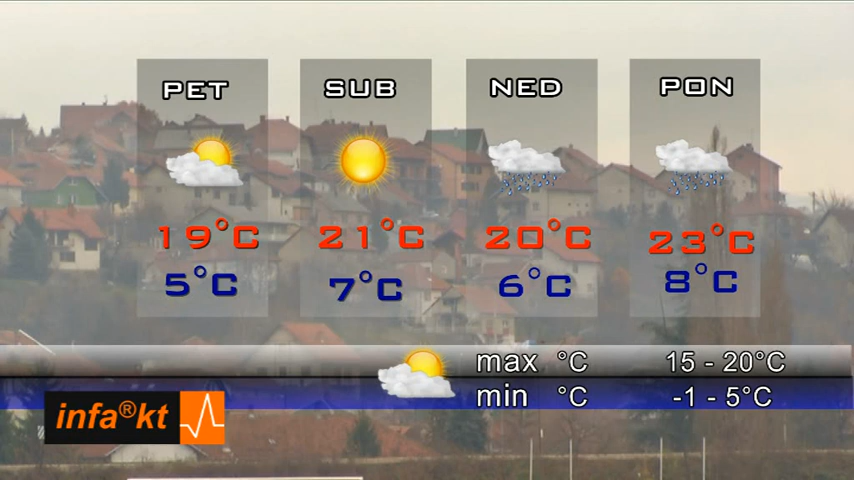 PET SUB NED PON
19°C 21°C 20°C 23°C
5°C 7°C 6°C 8°C
max °C 15 - 20°C
min °C -1 - 5°C
infa®kt